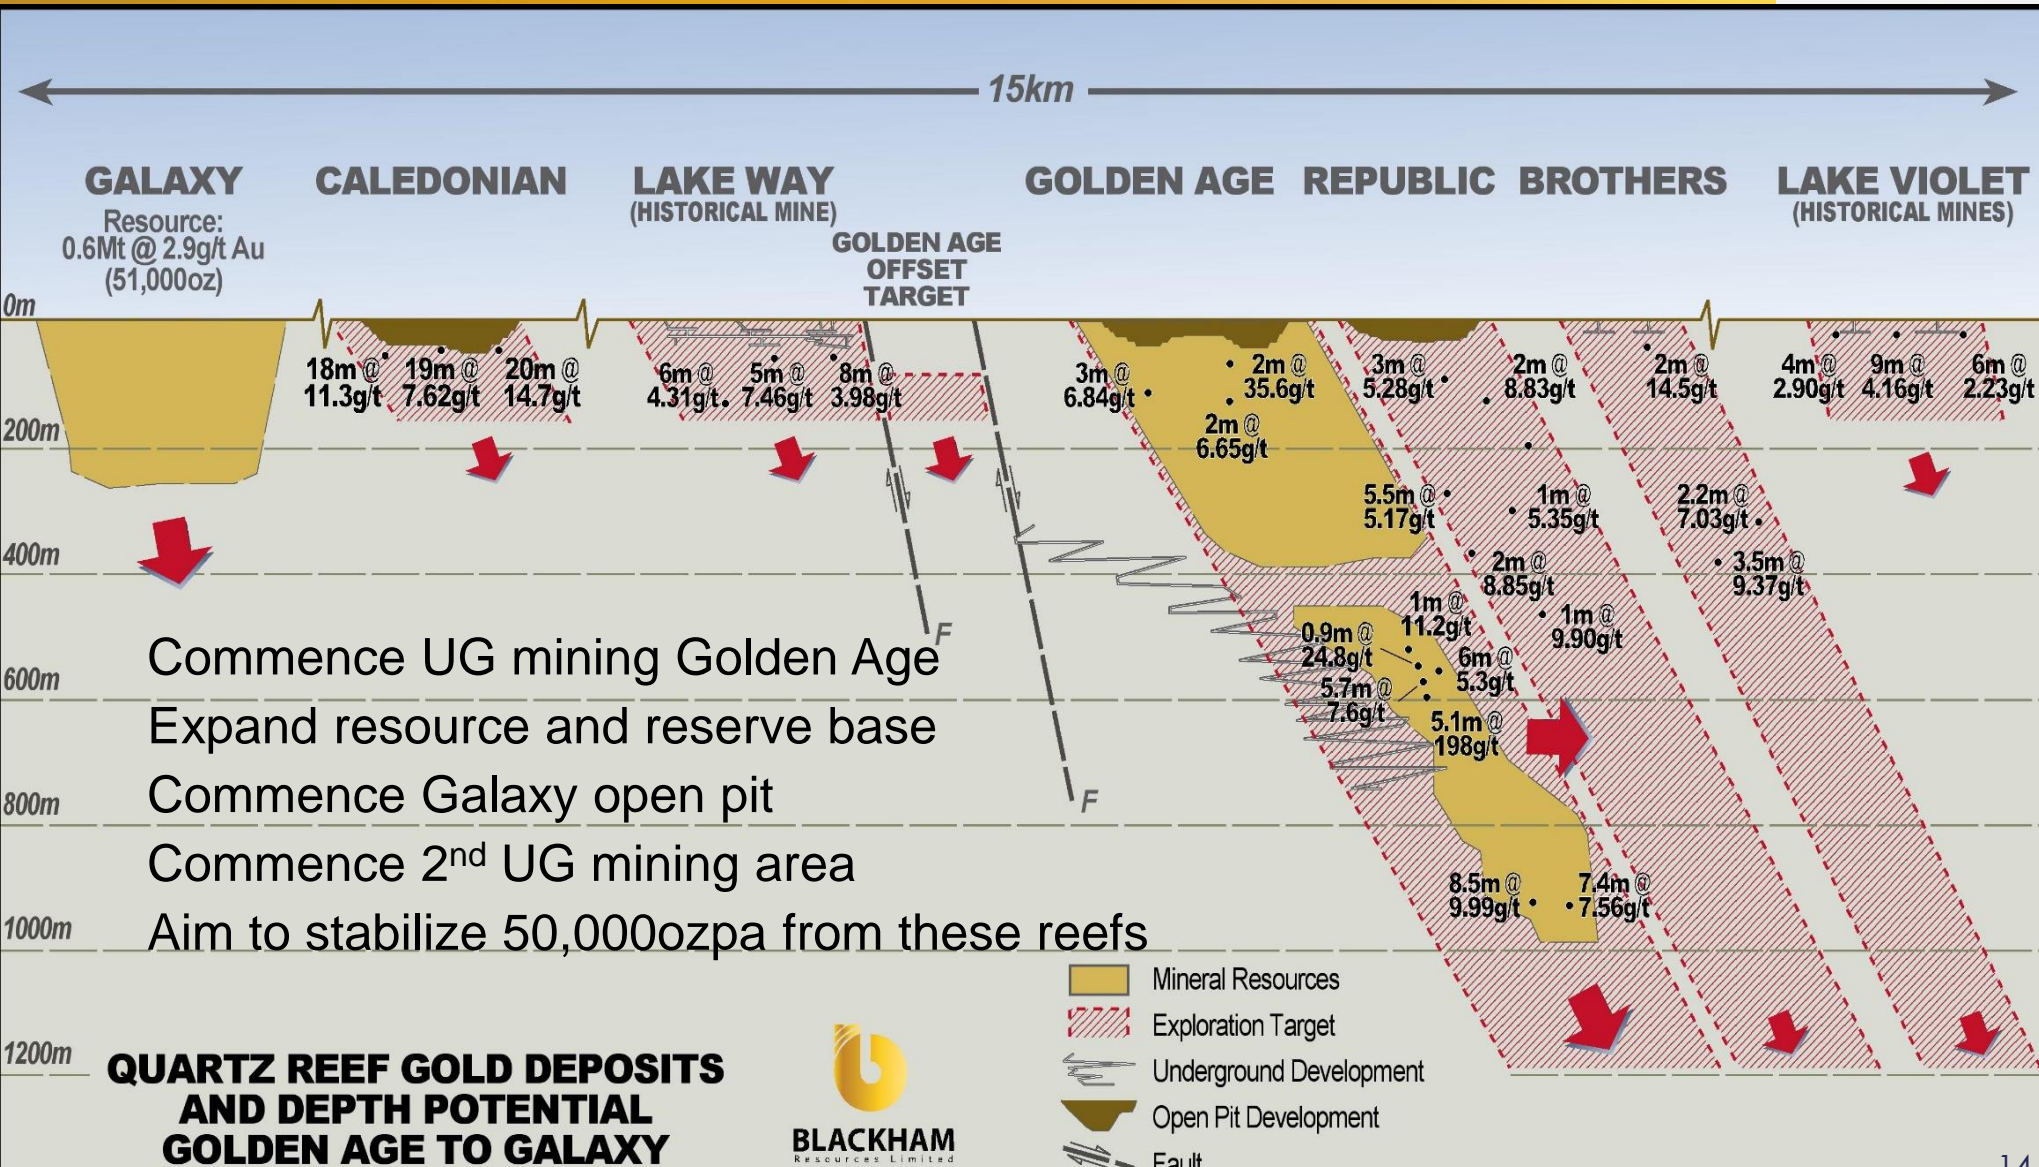 15km
GALAXY
Resource:
0.6Mt @ 2.9g/t Au
(51,000oz)
CALEDONIAN
LAKE WAY
(HISTORICAL MINE)
GOLDEN AGE
OFFSET
TARGET
GOLDEN AGE
REPUBLIC
BROTHERS
LAKE VIOLET
(HISTORICAL MINES)
0m
18m @
11.3g/t
19m @
7.62g/t
20m @
14.7g/t
6m @
4.31g/t
5m @
7.46g/t
8m @
3.98g/t
3m @
6.84g/t
2m @
35.6g/t
2m @
6.65g/t
3m @
5.28g/t
2m @
8.83g/t
2m @
14.5g/t
4m @
2.90g/t
9m @
4.16g/t
6m @
2.23g/t
200m
5.5m @
5.17g/t
1m @
5.35g/t
2.2m @
7.03g/t
400m
2m @
8.85g/t
3.5m @
9.37g/t
1m @
11.2g/t
1m @
9.90g/t
0.9m @
24.8g/t
6m @
5.3g/t
5.7m @
7.6g/t
5.1m @
198g/t
F
F
600m
800m
8.5m @
9.99g/t
7.4m @
7.56g/t
1000m
1200m
Commence UG mining Golden Age
Expand resource and reserve base
Commence Galaxy open pit
Commence 2nd UG mining area
Aim to stabilize 50,000ozpa from these reefs
Mineral Resources
Exploration Target
Underground Development
Open Pit Development
Fault
QUARTZ REEF GOLD DEPOSITS
AND DEPTH POTENTIAL
GOLDEN AGE TO GALAXY
BLACKHAM
Resources Limited
14